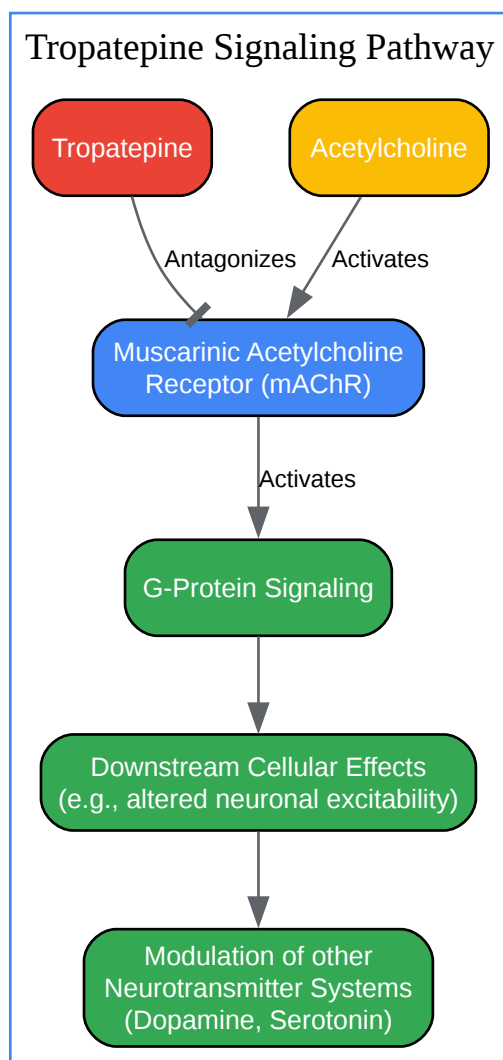 Tropatepine Signaling Pathway
Tropatepine
Acetylcholine
Antagonizes
Activates
Muscarinic Acetylcholine
Receptor (mAChR)
Activates
G-Protein Signaling
Downstream Cellular Effects
(e.g., altered neuronal excitability)
Modulation of other
Neurotransmitter Systems
(Dopamine, Serotonin)